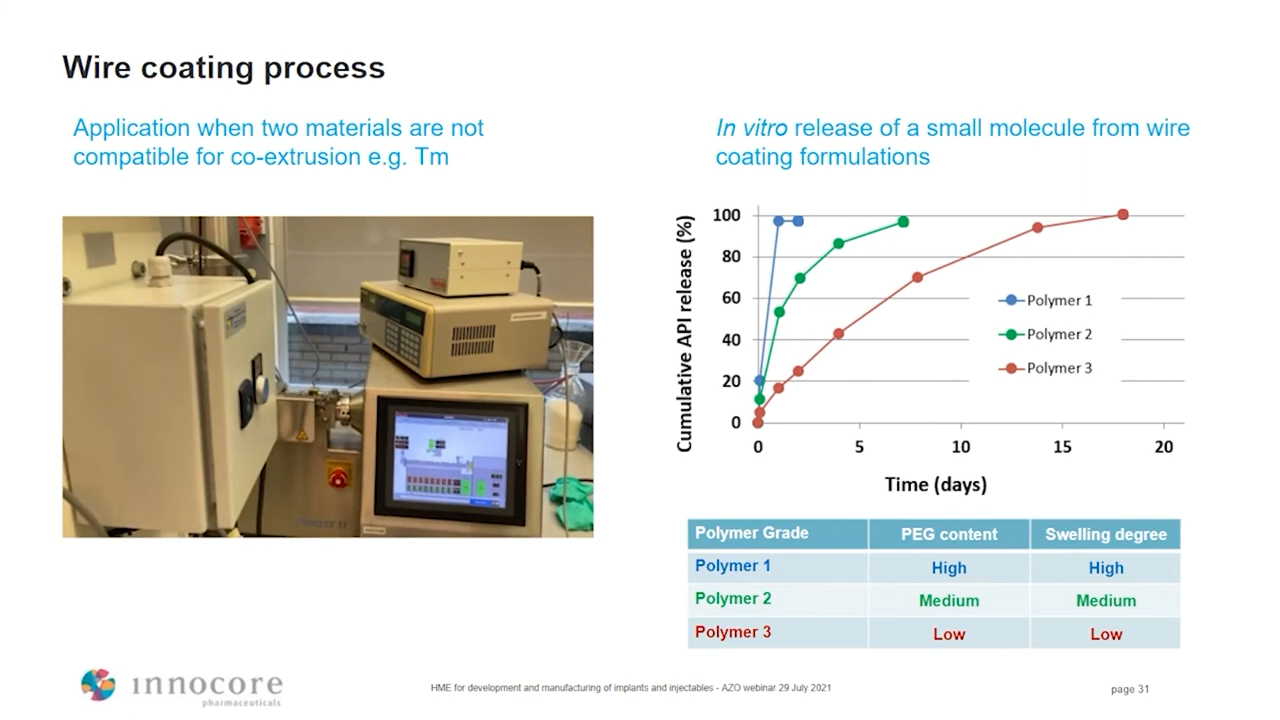 Wire coating process
Application when two materials are not
compatible for co-extrusion e.g. Tm
In vitro release of a small molecule from wire
coating formulations
Cumulative API release (%)
100
80
60
40
20
0
0 5 10 15 20
Time (days)
Polymer 1
Polymer 2
Polymer 3
Polymer Grade PEG content Swelling degree
Polymer 1 High High
Polymer 2 Medium Medium
Polymer 3 Low Low
innocore
pharmaceuticals
HME for development and manufacturing of implants and injectables - AZO webinar 29 July 2021
page 31